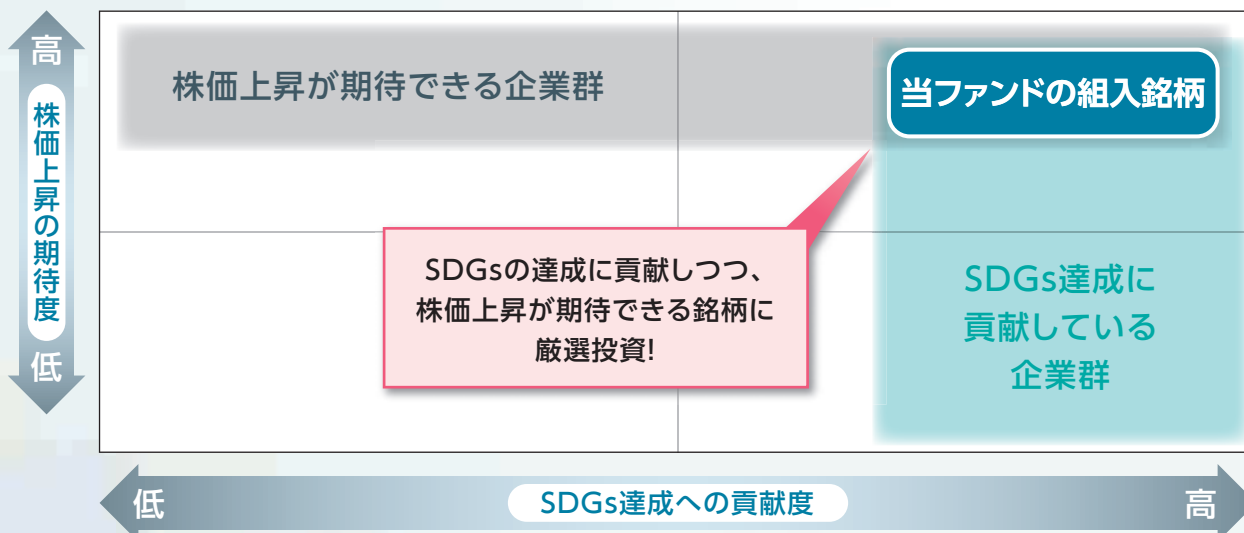 高
株価上昇の期待度
低
株価上昇が期待できる企業群
当ファンドの組入銘柄
SDGsの達成に貢献しつつ、
株価上昇が期待できる銘柄に
厳選投資!
SDGs達成に
貢献している
企業群
低
SDGs達成への貢献度
高